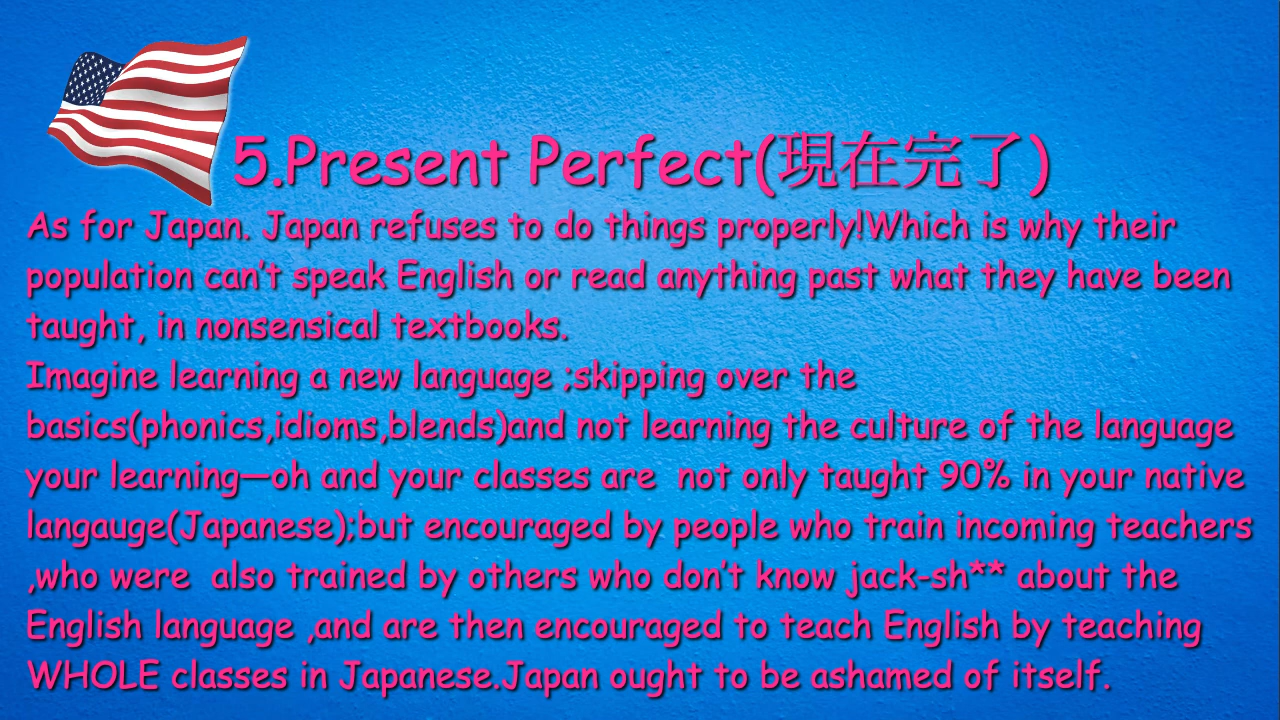 5.Present Perfect(現在完了)
As for Japan. Japan refuses to do things properly!Which is why their
population can't speak English or read anything past what they have been
taught, in nonsensical textbooks.
Imagine learning a new language ;skipping over the
basics(phonics,idioms,blends)and not learning the culture of the language
your learning—oh and your classes are  not only taught 90% in your native
langauge(Japanese);but encouraged by people who train incoming teachers
,who were  also trained by others who don't know jack-sh** about the
English language ,and are then encouraged to teach English by teaching
WHOLE classes in Japanese.Japan ought to be ashamed of itself.